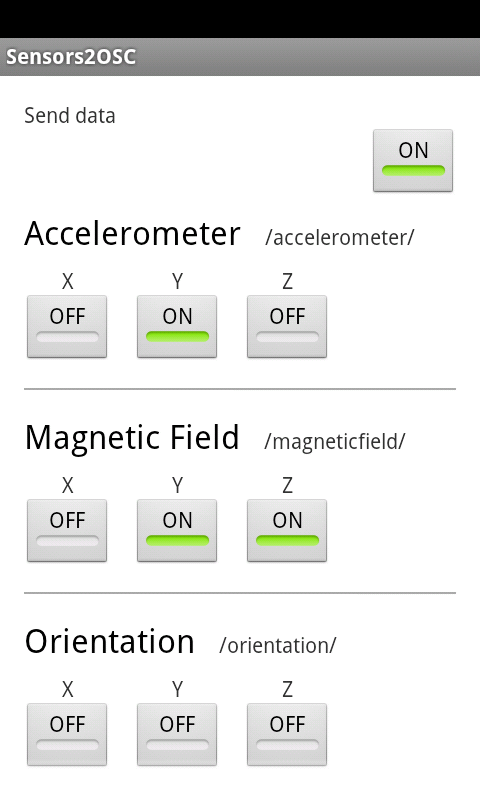 Sensors2OSC
Send data
ON
Accelerometer /accelerometer/
X Y Z
OFF ON OFF
Magnetic Field /magneticfield/
X Y Z
OFF ON ON
Orientation /orientation/
X Y Z
OFF OFF OFF